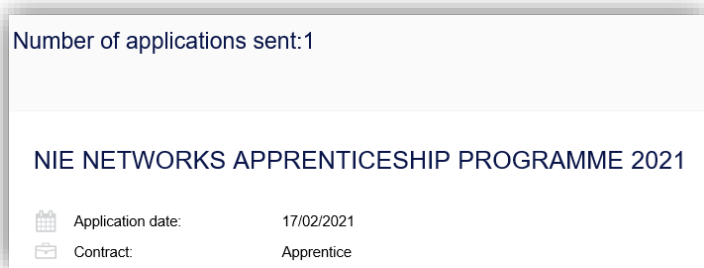 Number of applications sent:1
NIE NETWORKS APPRENTICESHIP PROGRAMME 2021
Application date: 17/02/2021
Contract: Apprentice